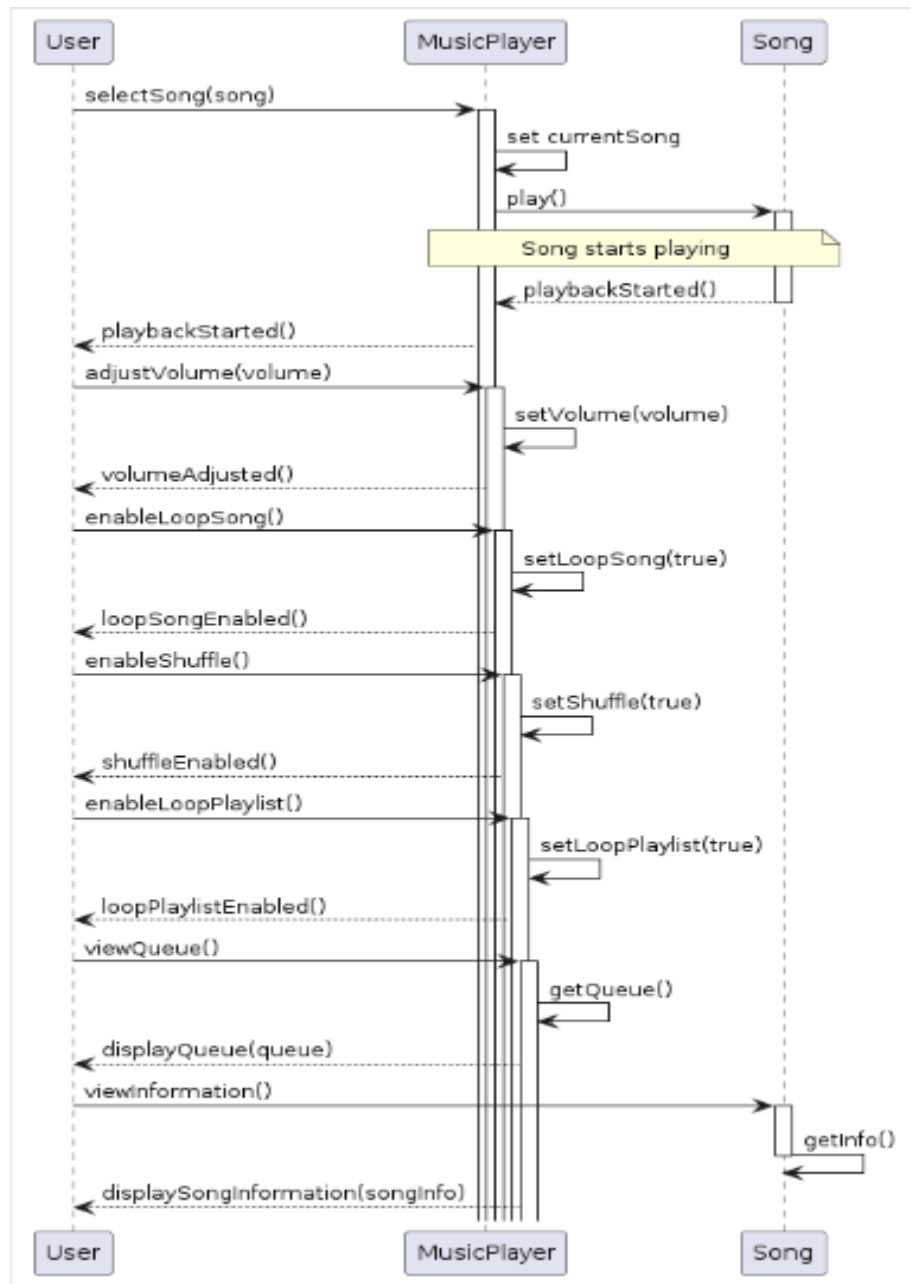 User MusicPlayer Song
selectSong(song)
set currentSong
play()
Song starts playing
playbackStarted()
playbackStarted()
adjustVolume(volume)
setVolume(volume)
volumeAdjusted()
enableLoopSong()
setLoopSong(true)
loopSongEnabled()
enableShuffle()
setShuffle(true)
shuffleEnabled()
enableLoopPlaylist()
setLoopPlaylist(true)
loopPlaylistEnabled()
viewQueue()
getQueue()
displayQueue(queue)
viewInformation()
getInfo()
displaySongInformation(songInfo)
User MusicPlayer Song